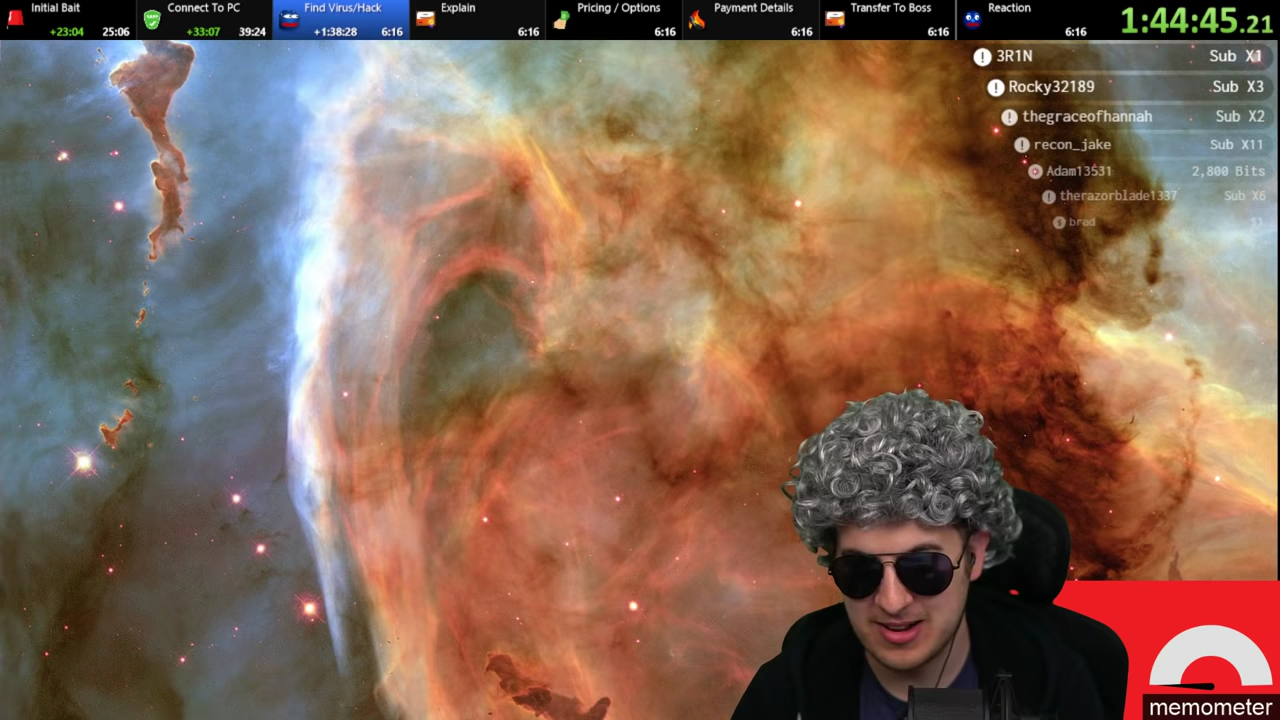 Initial Bait
+23:04 25:06
Connect To PC
+33:07 39:24
Find Virus/Hack
+1:38:28 6:16
Explain
6:16
Pricing / Options
6:16
Payment Details
6:16
Transfer To Boss
6:16
Reaction
6:16
1:44:45.21
3R1N Sub X1
Rocky32189 Sub X3
thegraceofhannah Sub X2
recon_jake Sub X11
Adam13531 2,800 Bits
therazorblade1337 Sub X6
brad
memometer